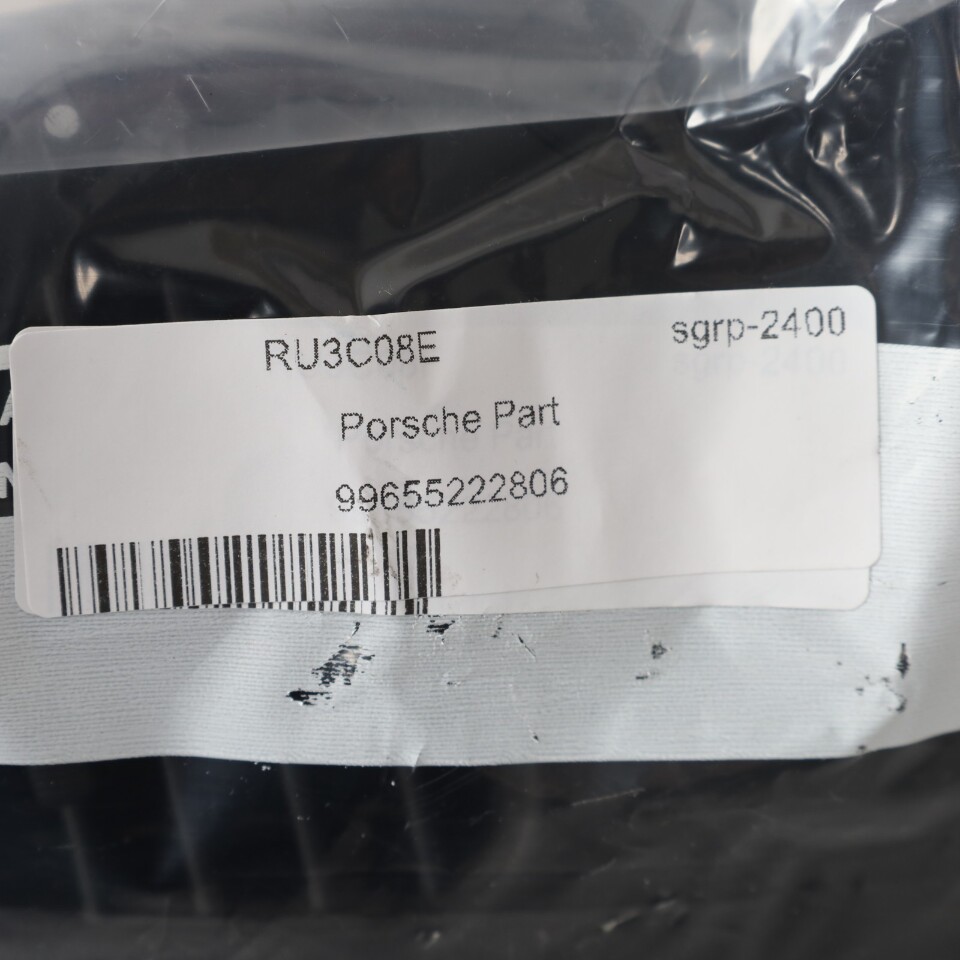 RU3C08E
sgrp-2400
Porsche Part
99655222806